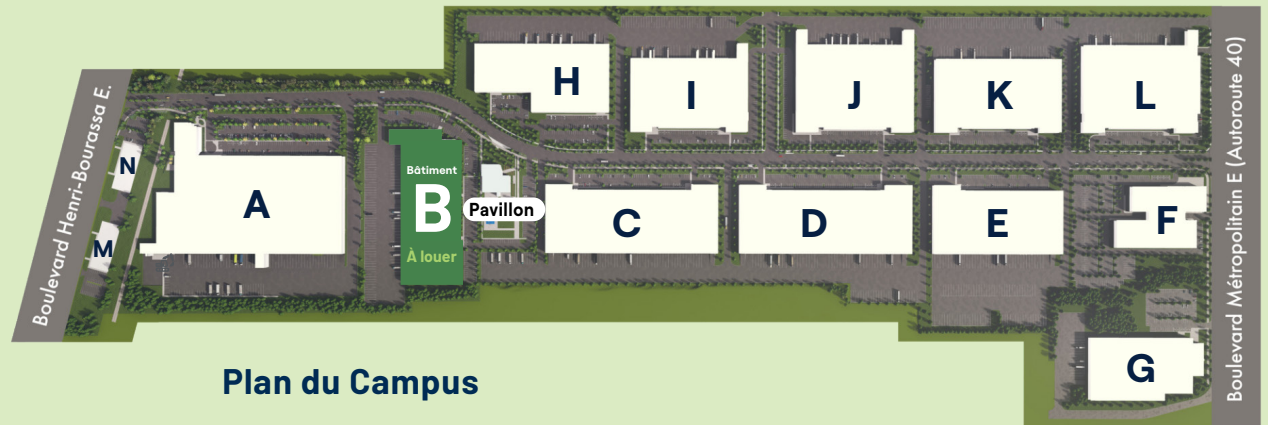 Boulevard Henri-Bourassa E.
N
M
A
Bâtiment
B
À louer
Pavillon
H
I
J
K
L
C
D
E
F
G
Boulevard Métropolitain E (Autoroute 40)
Plan du Campus